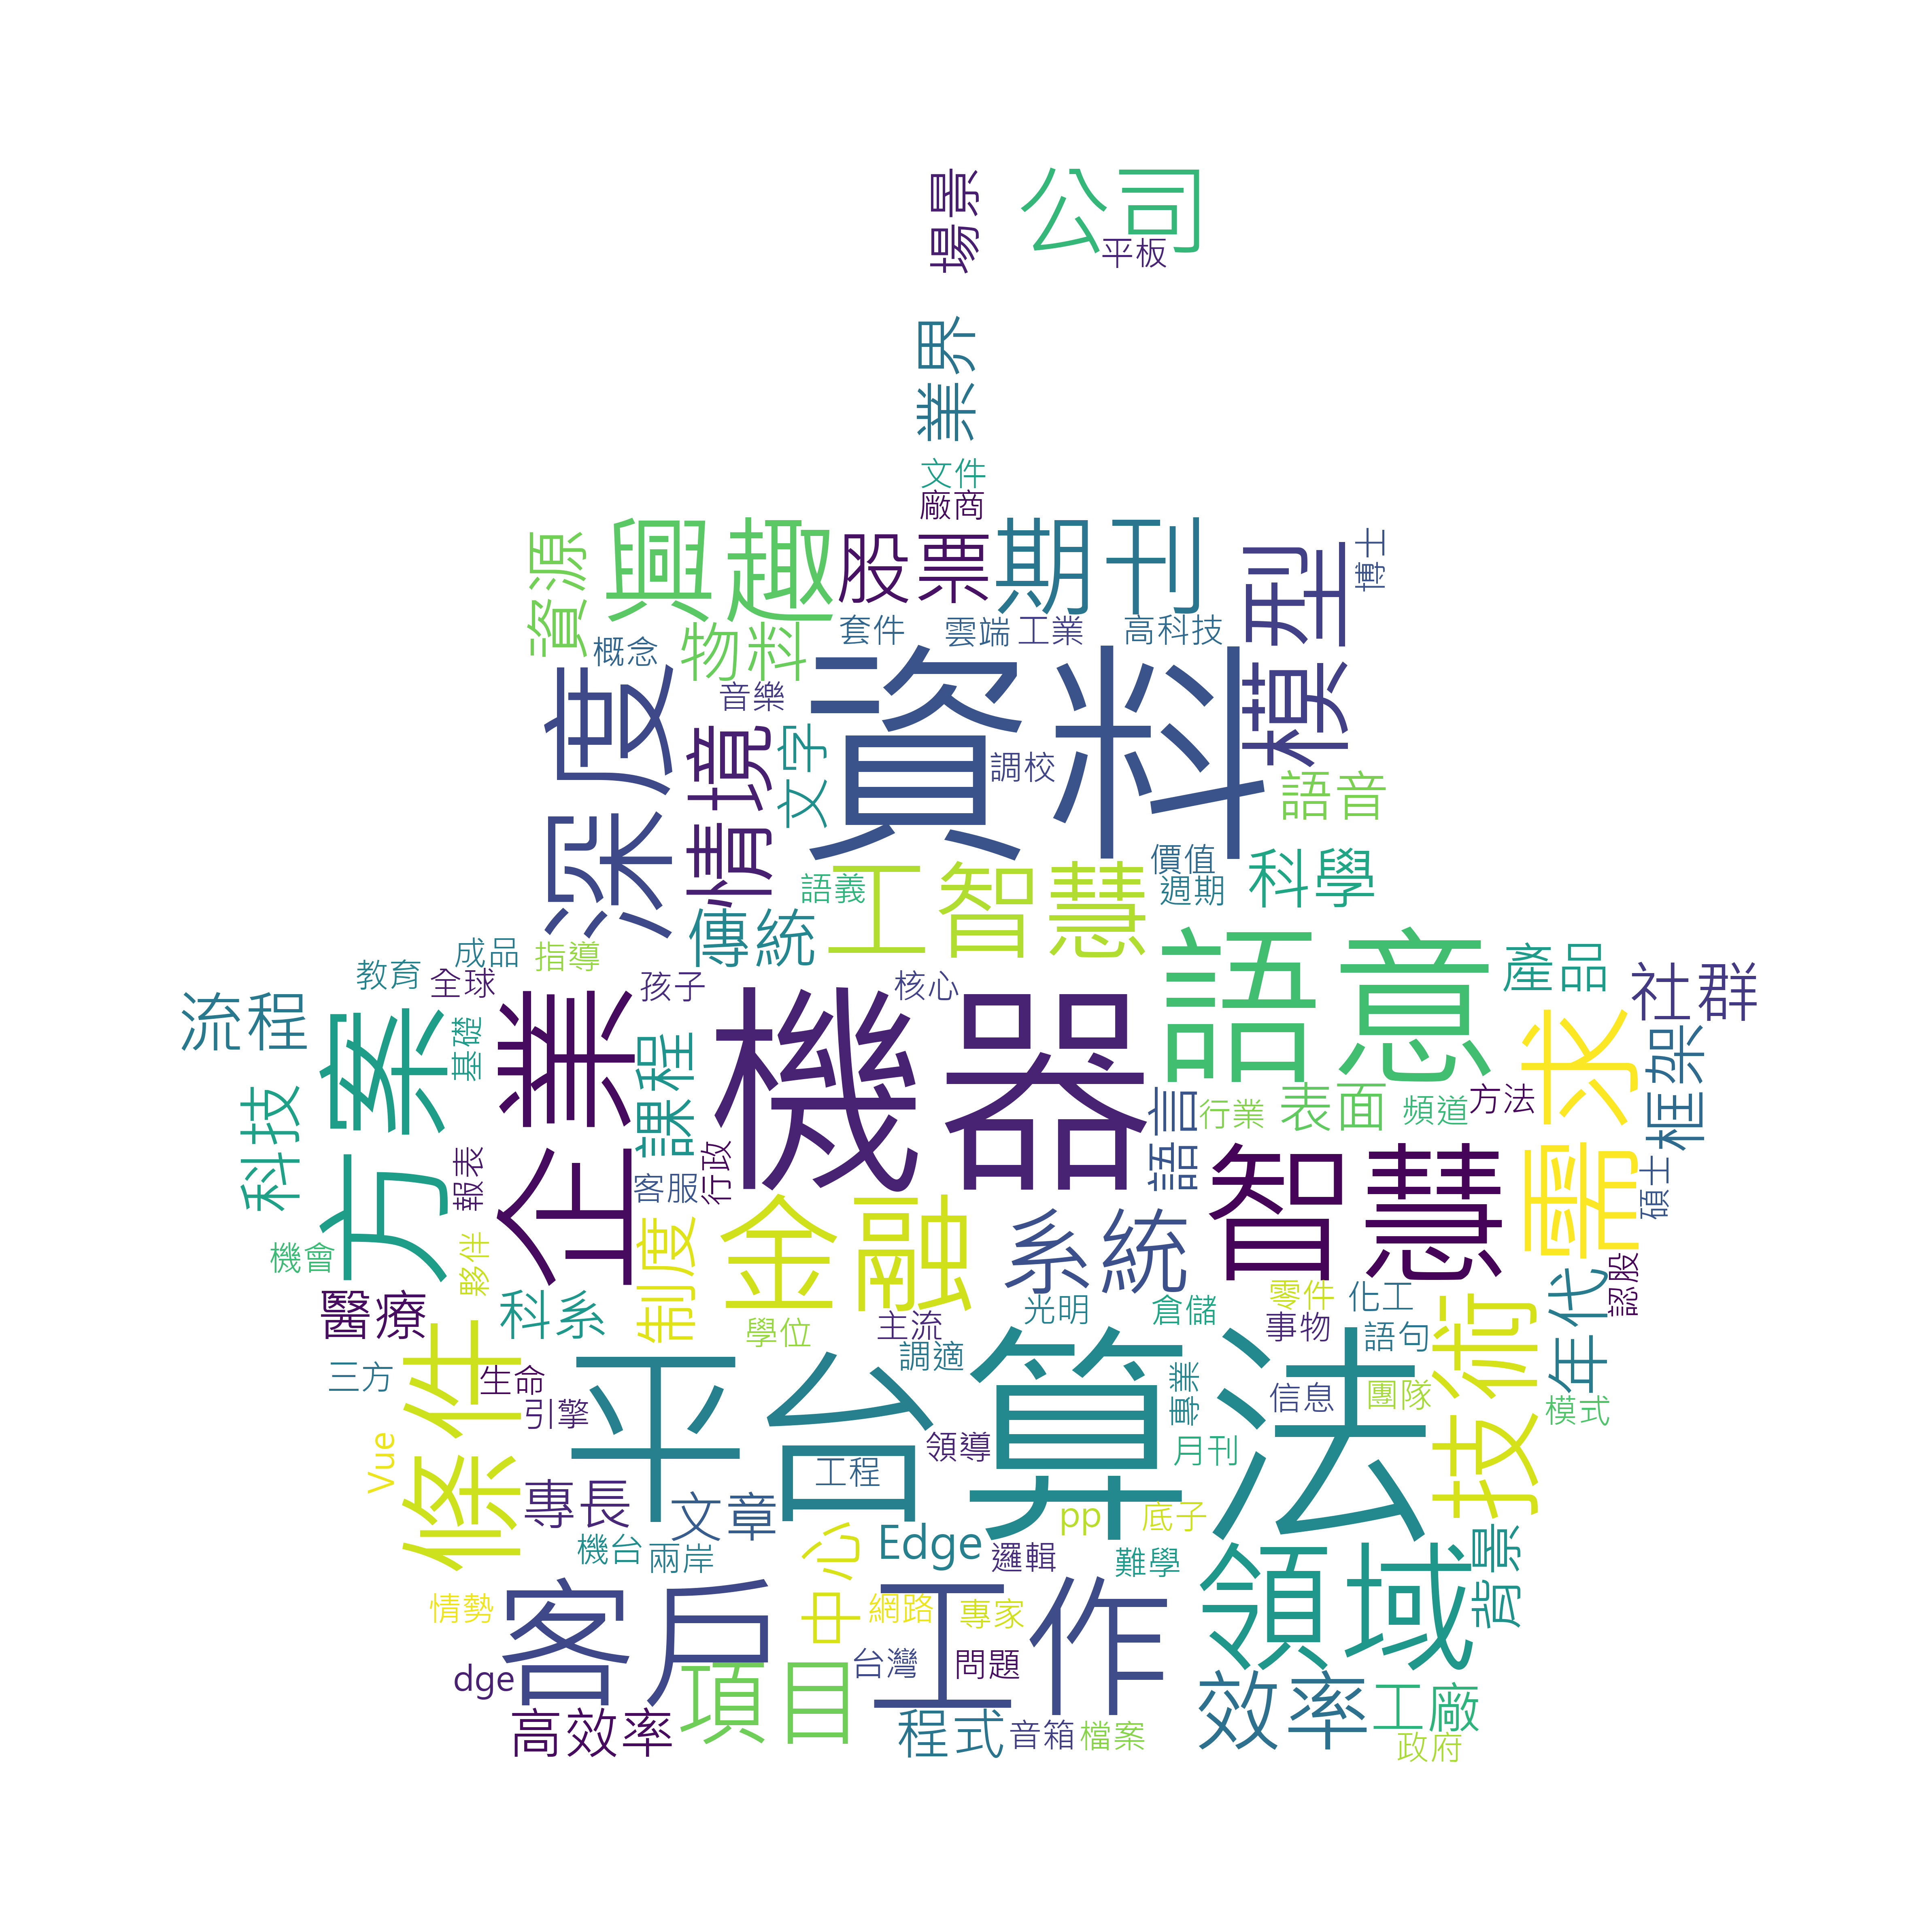 場景
公司
平板
業界
文件
廠商
資源
興趣
股票
期刊
模型
博士
概念
物料
套件
雲端
工業
高科技
深度
音樂
情境
文字
資料
調校
語音
語義
工智慧
價值
週期
科學
傳統
成品
指導
教育
全球
孩子
核心
語意
產品
社群
流程
方案
基礎
企業
課程
機器
語言
行業
表面
頻道
方法
需求
框架
科技
報表
行政
客服
智慧
碩士
機會
夥伴
制度
金融
系統
認股
醫療
科系
學位
主流
光明
倉儲
零件
化工
事物
語句
年代
三方
條件
生命
引擎
平台
調適
算法
專業
信息
團隊
技術
模式
Vue
領導
月刊
工程
專長
文章
中心
Edge
pp
底子
機台
兩岸
邏輯
難學
領域
背景
情勢
客戶
網路
專家
工作
dge
項目
台灣
問題
效率
工廠
高效率
程式
音箱
檔案
政府